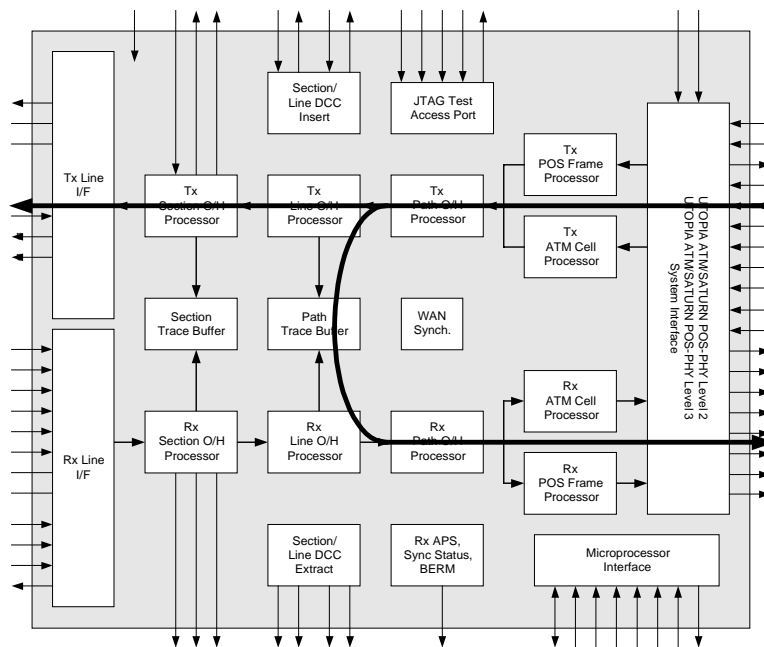 Section/
Line DCC
Insert
JTAG Test
Access Port
Tx Line
I/F
Tx
Section O/H
Processor
Tx
Line O/H
Processor
Tx
Path O/H
Processor
Tx
POS Frame
Processor
Tx
ATM Cell
Processor
UTOPIA ATM/SATURN POS-PHY Level 2
UTOPIA ATM/SATURN POS-PHY Level 3
System Interface
Section
Trace Buffer
Path
Trace Buffer
WAN
Synch.
Rx Line
I/F
Rx
Section O/H
Processor
Rx
Line O/H
Processor
Rx
Path O/H
Processor
Rx
ATM Cell
Processor
Rx
POS Frame
Processor
Section/
Line DCC
Extract
Rx APS,
Sync Status,
BERM
Microprocessor
Interface